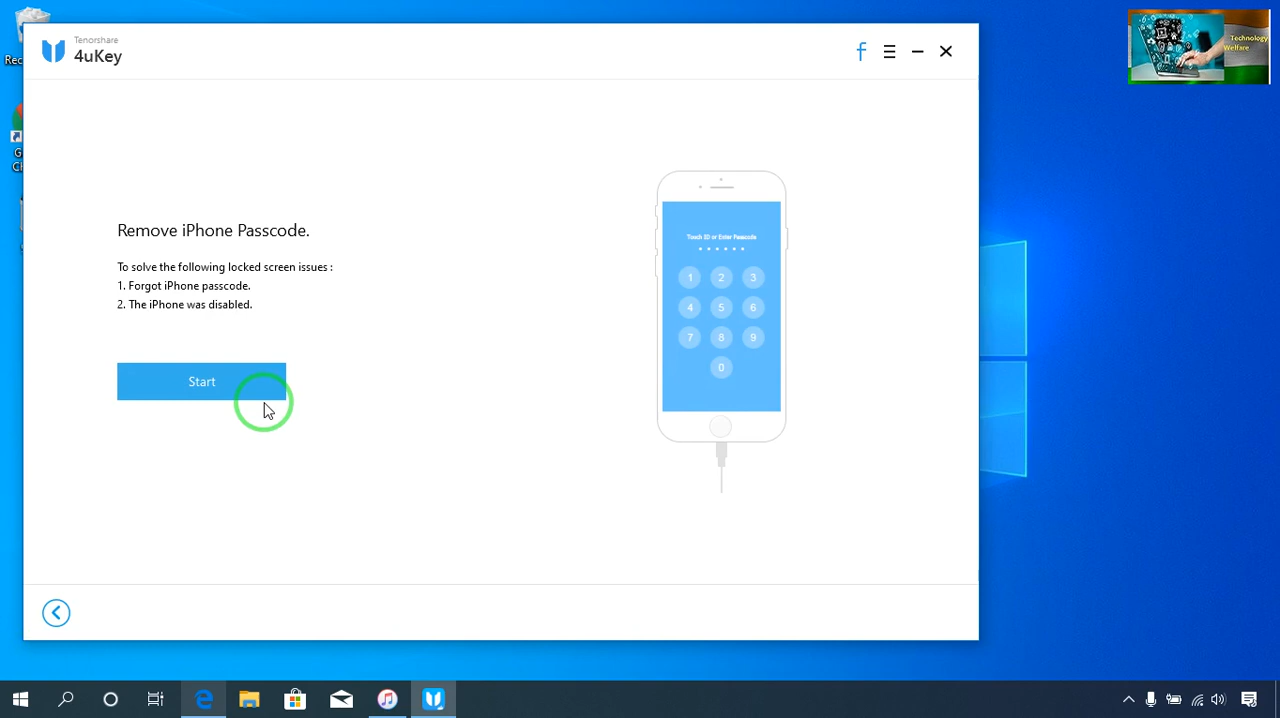 Rec
Tenorshare
4uKey
f
Technology
Welfare
G
Ch
Remove iPhone Passcode.
To solve the following locked screen issues :
1. Forgot iPhone passcode.
2. The iPhone was disabled.
Start
Touch ID or Enter Passcode
1 2 3
4 5 6
7 8 9
0